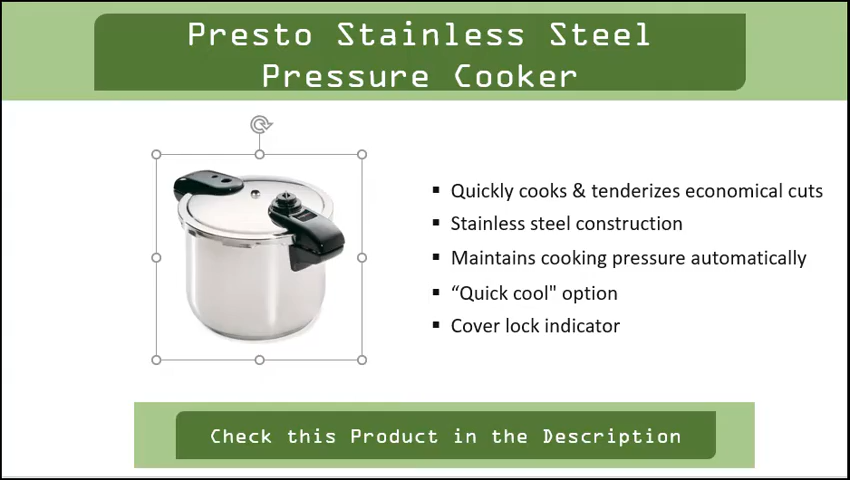 Presto Stainless Steel
Pressure Cooker
▪ Quickly cooks & tenderizes economical cuts
▪ Stainless steel construction
▪ Maintains cooking pressure automatically
▪ “Quick cool" option
▪ Cover lock indicator
Check this Product in the Description